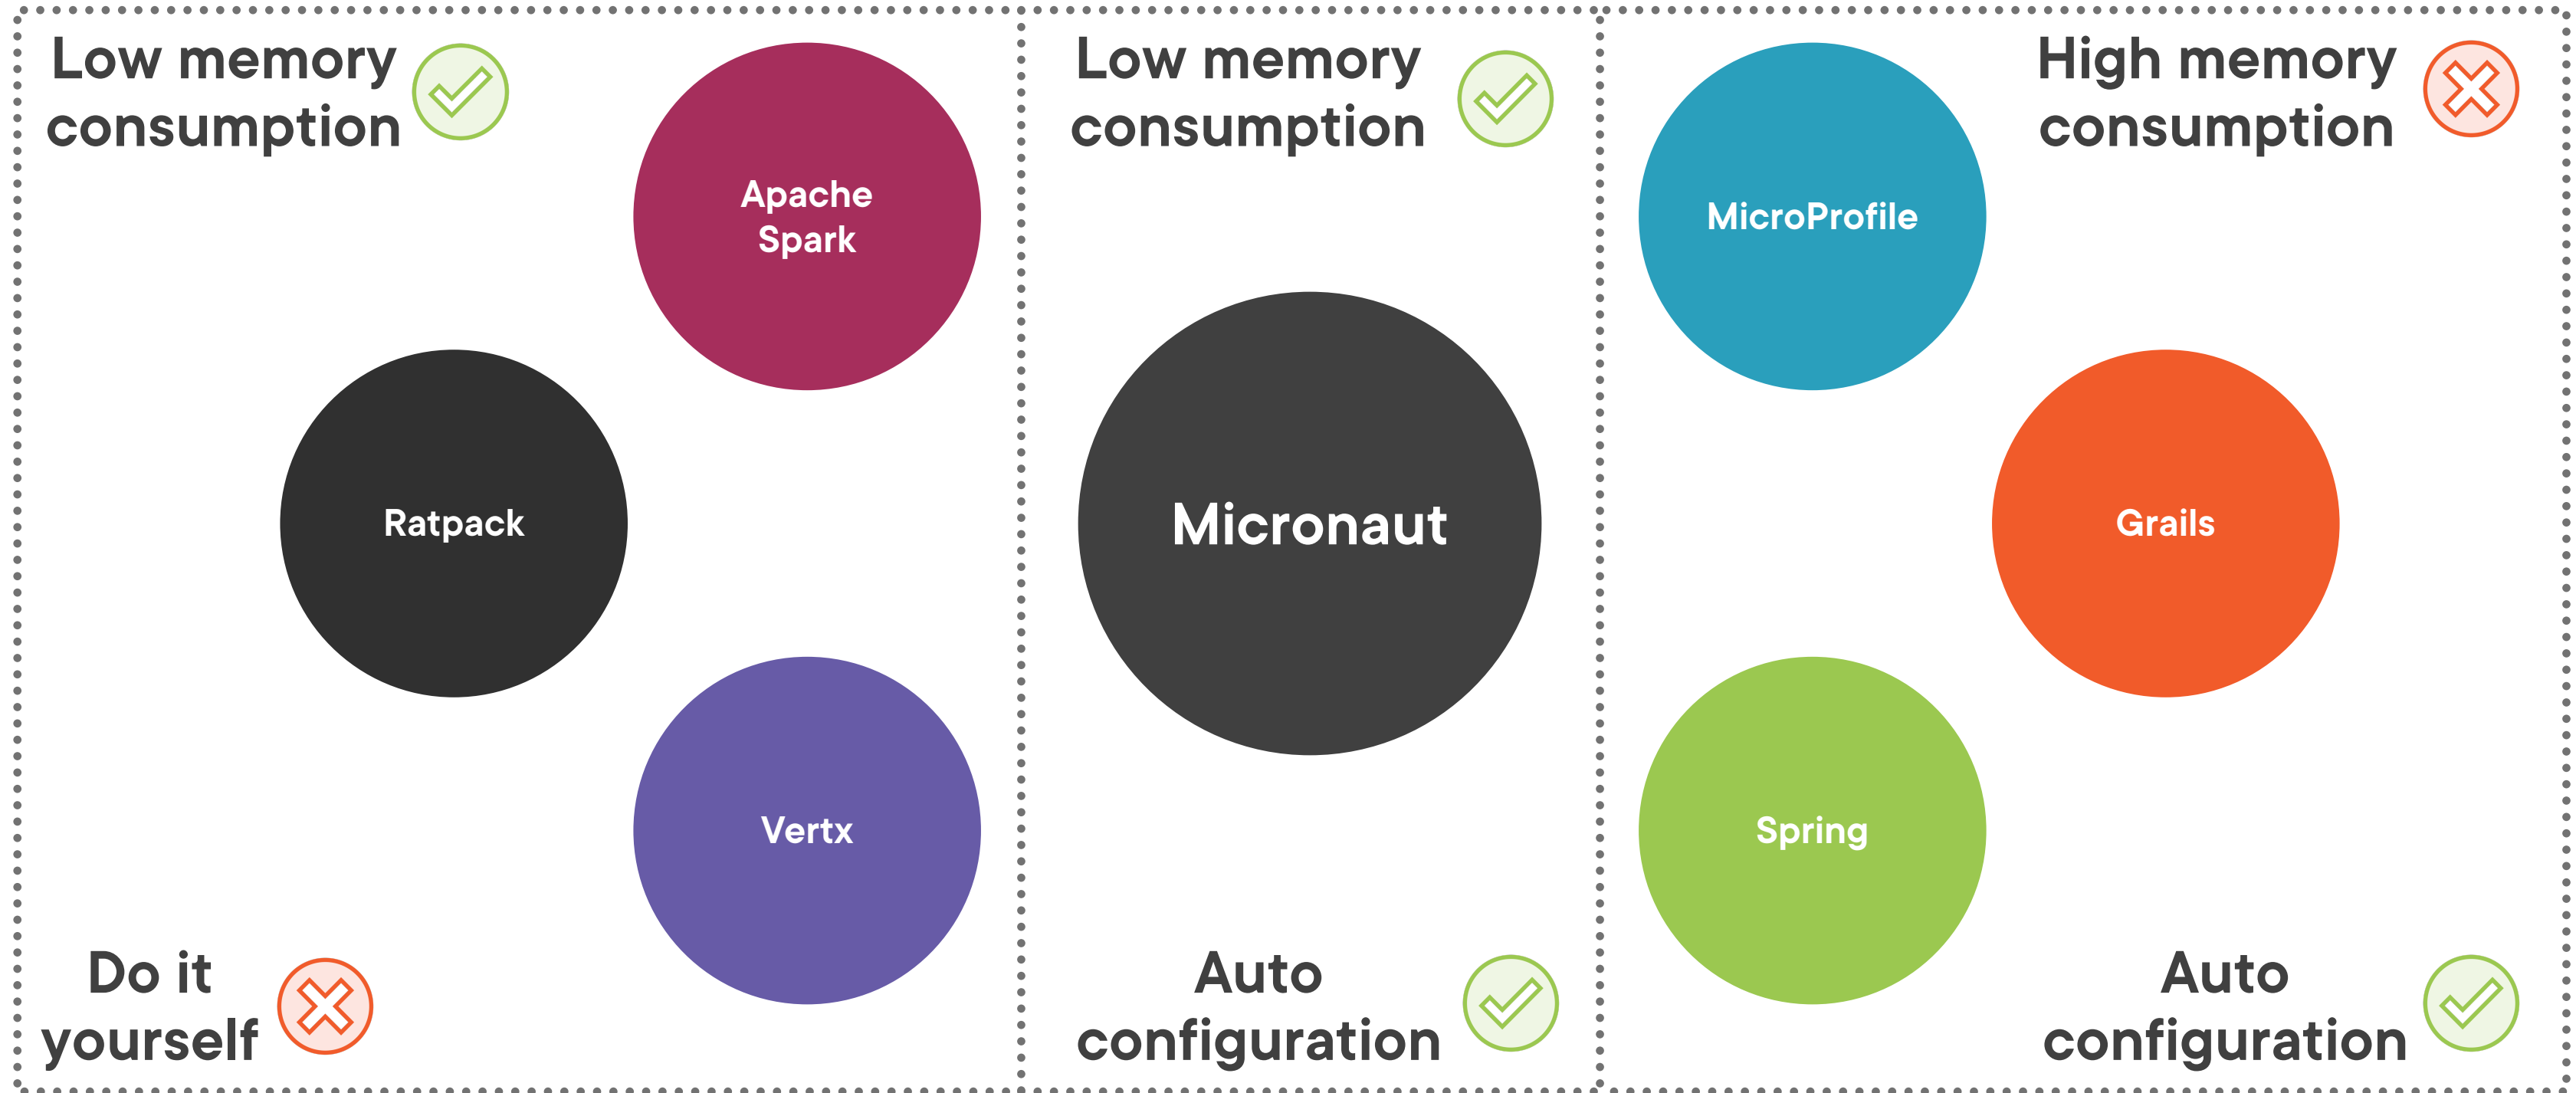 Low memory
consumption
Apache
Spark
Ratpack
Vertx
Do it
yourself
Low memory
consumption
Micronaut
Auto
configuration
High memory
consumption
MicroProfile
Grails
Spring
Auto
configuration